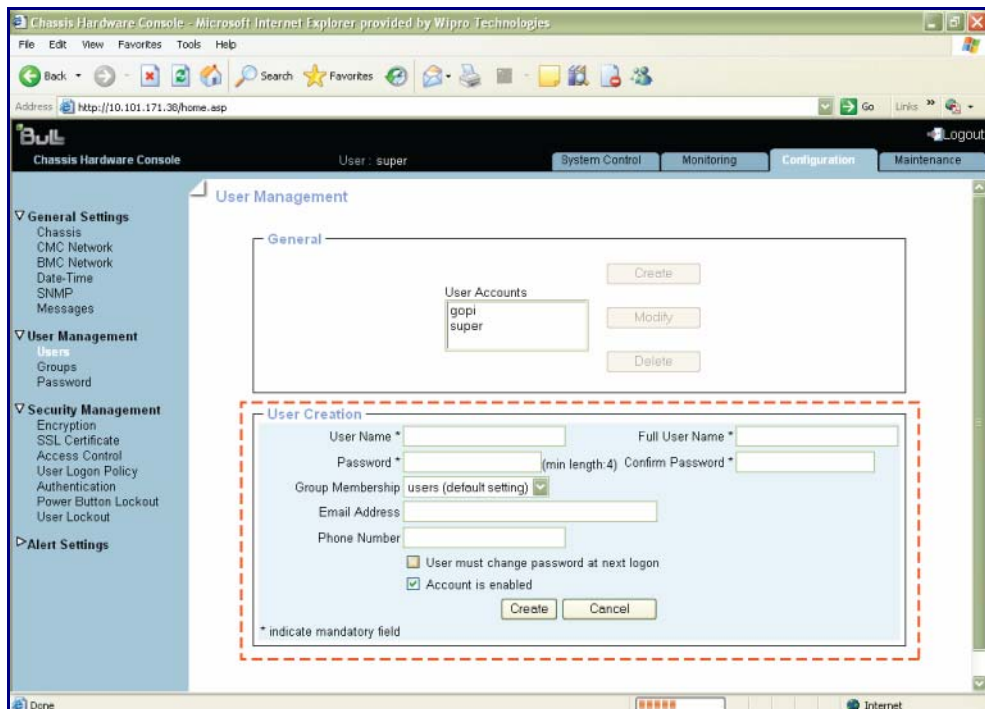 Chassis Hardware Console - Microsoft Internet Explorer provided by Wipro Technologies
File Edit View Favorites Tools Help
Back Search Favorites
Address http://10.101.171.38/home.asp Go Links »
Bull Logout
Chassis Hardware Console User : super System Control Monitoring Configuration Maintenance
General Settings
Chassis
CMC Network
BMC Network
Date-Time
SNMP
Messages
User Management
Users
Groups
Password
Security Management
Encryption
SSL Certificate
Access Control
User Logon Policy
Authentication
Power Button Lockout
User Lockout
Alert Settings
User Management
General
User Accounts
gopi
super
Create
Modify
Delete
User Creation
User Name * Full User Name *
Password * (min length:4) Confirm Password *
Group Membership users (default setting)
Email Address
Phone Number
User must change password at next logon
Account is enabled
Create Cancel
* indicate mandatory field
Done Internet